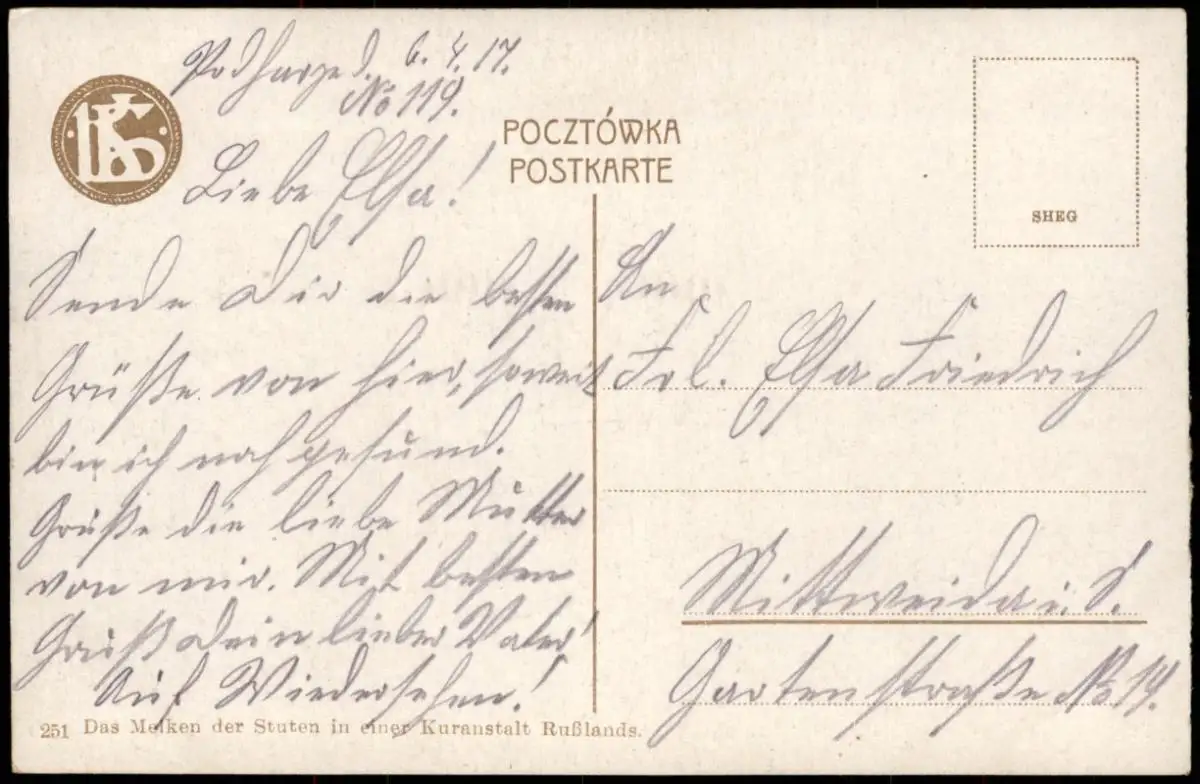 Podhayze d. 6.4.17.
No 119.
Liebe Elsa!
Sende Dir die besten
Grüße von hier, soweit
bin ich noch gesund.
Grüße die liebe Mutter
von mir. Mit besten
Gruß Dein lieber Vater!
Auf Wiedersehen!
POCZTÓWKA
POSTKARTE
SHEG
An
Frl. Elsa Friedrich
Mittweida i. S.
Gartenstraße No 14.
251 Das Melken der Stuten in einer Kuranstalt Rußlands.